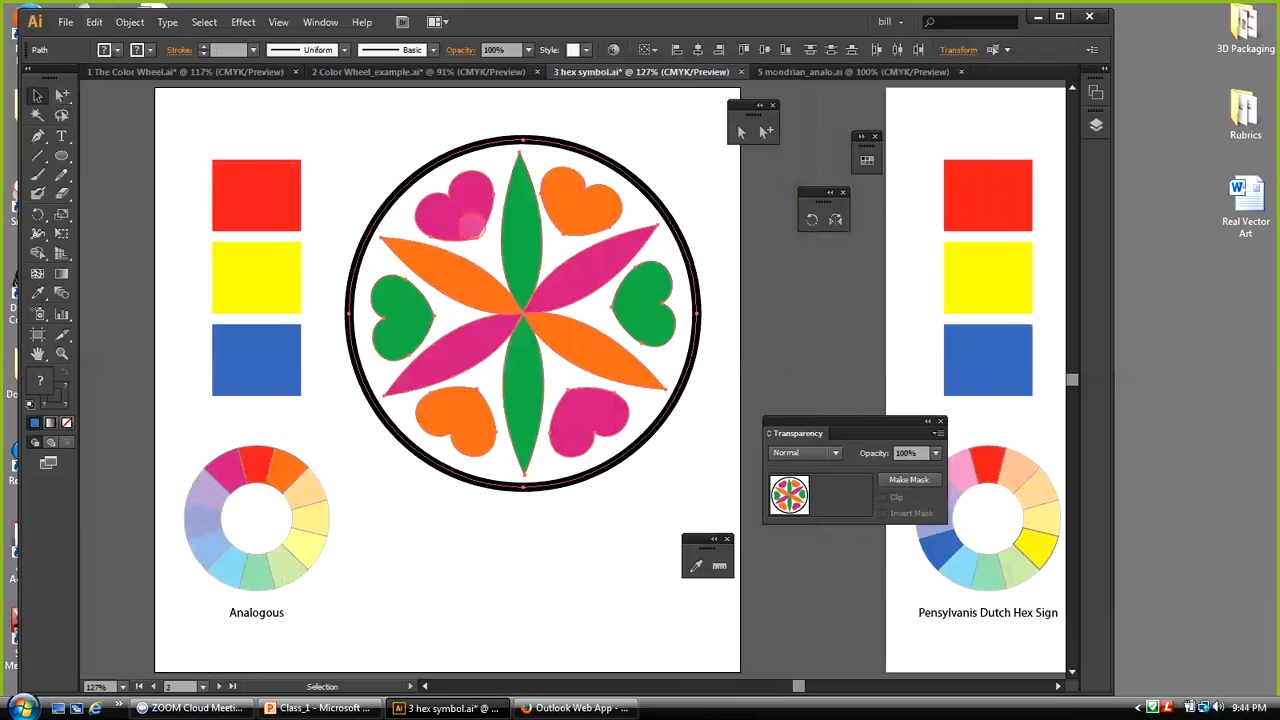 Ai File Edit Object Type Select Effect View Window Help Br bill
Path ? ? Stroke: Uniform Basic Opacity: 100% Style: Transform
1 The Color Wheel.ai* @ 117% (CMYK/Preview) 2 Color Wheel_example.ai* @ 91% (CMYK/Preview) 3 hex symbol.ai* @ 127% (CMYK/Preview) 5 mondrian_analo.ai @ 100% (CMYK/Preview)
3D Packaging
Rubrics
Real Vector
Art
Transparency
Normal Opacity: 100%
Make Mask
Clip
Invert Mask
Analogous
Pensylvanis Dutch Hex Sign
127% 2 Selection
ZOOM Cloud Meeti... Class_1 - Microsoft ... 3 hex symbol.ai* @ ... Outlook Web App - ... 9:44 PM